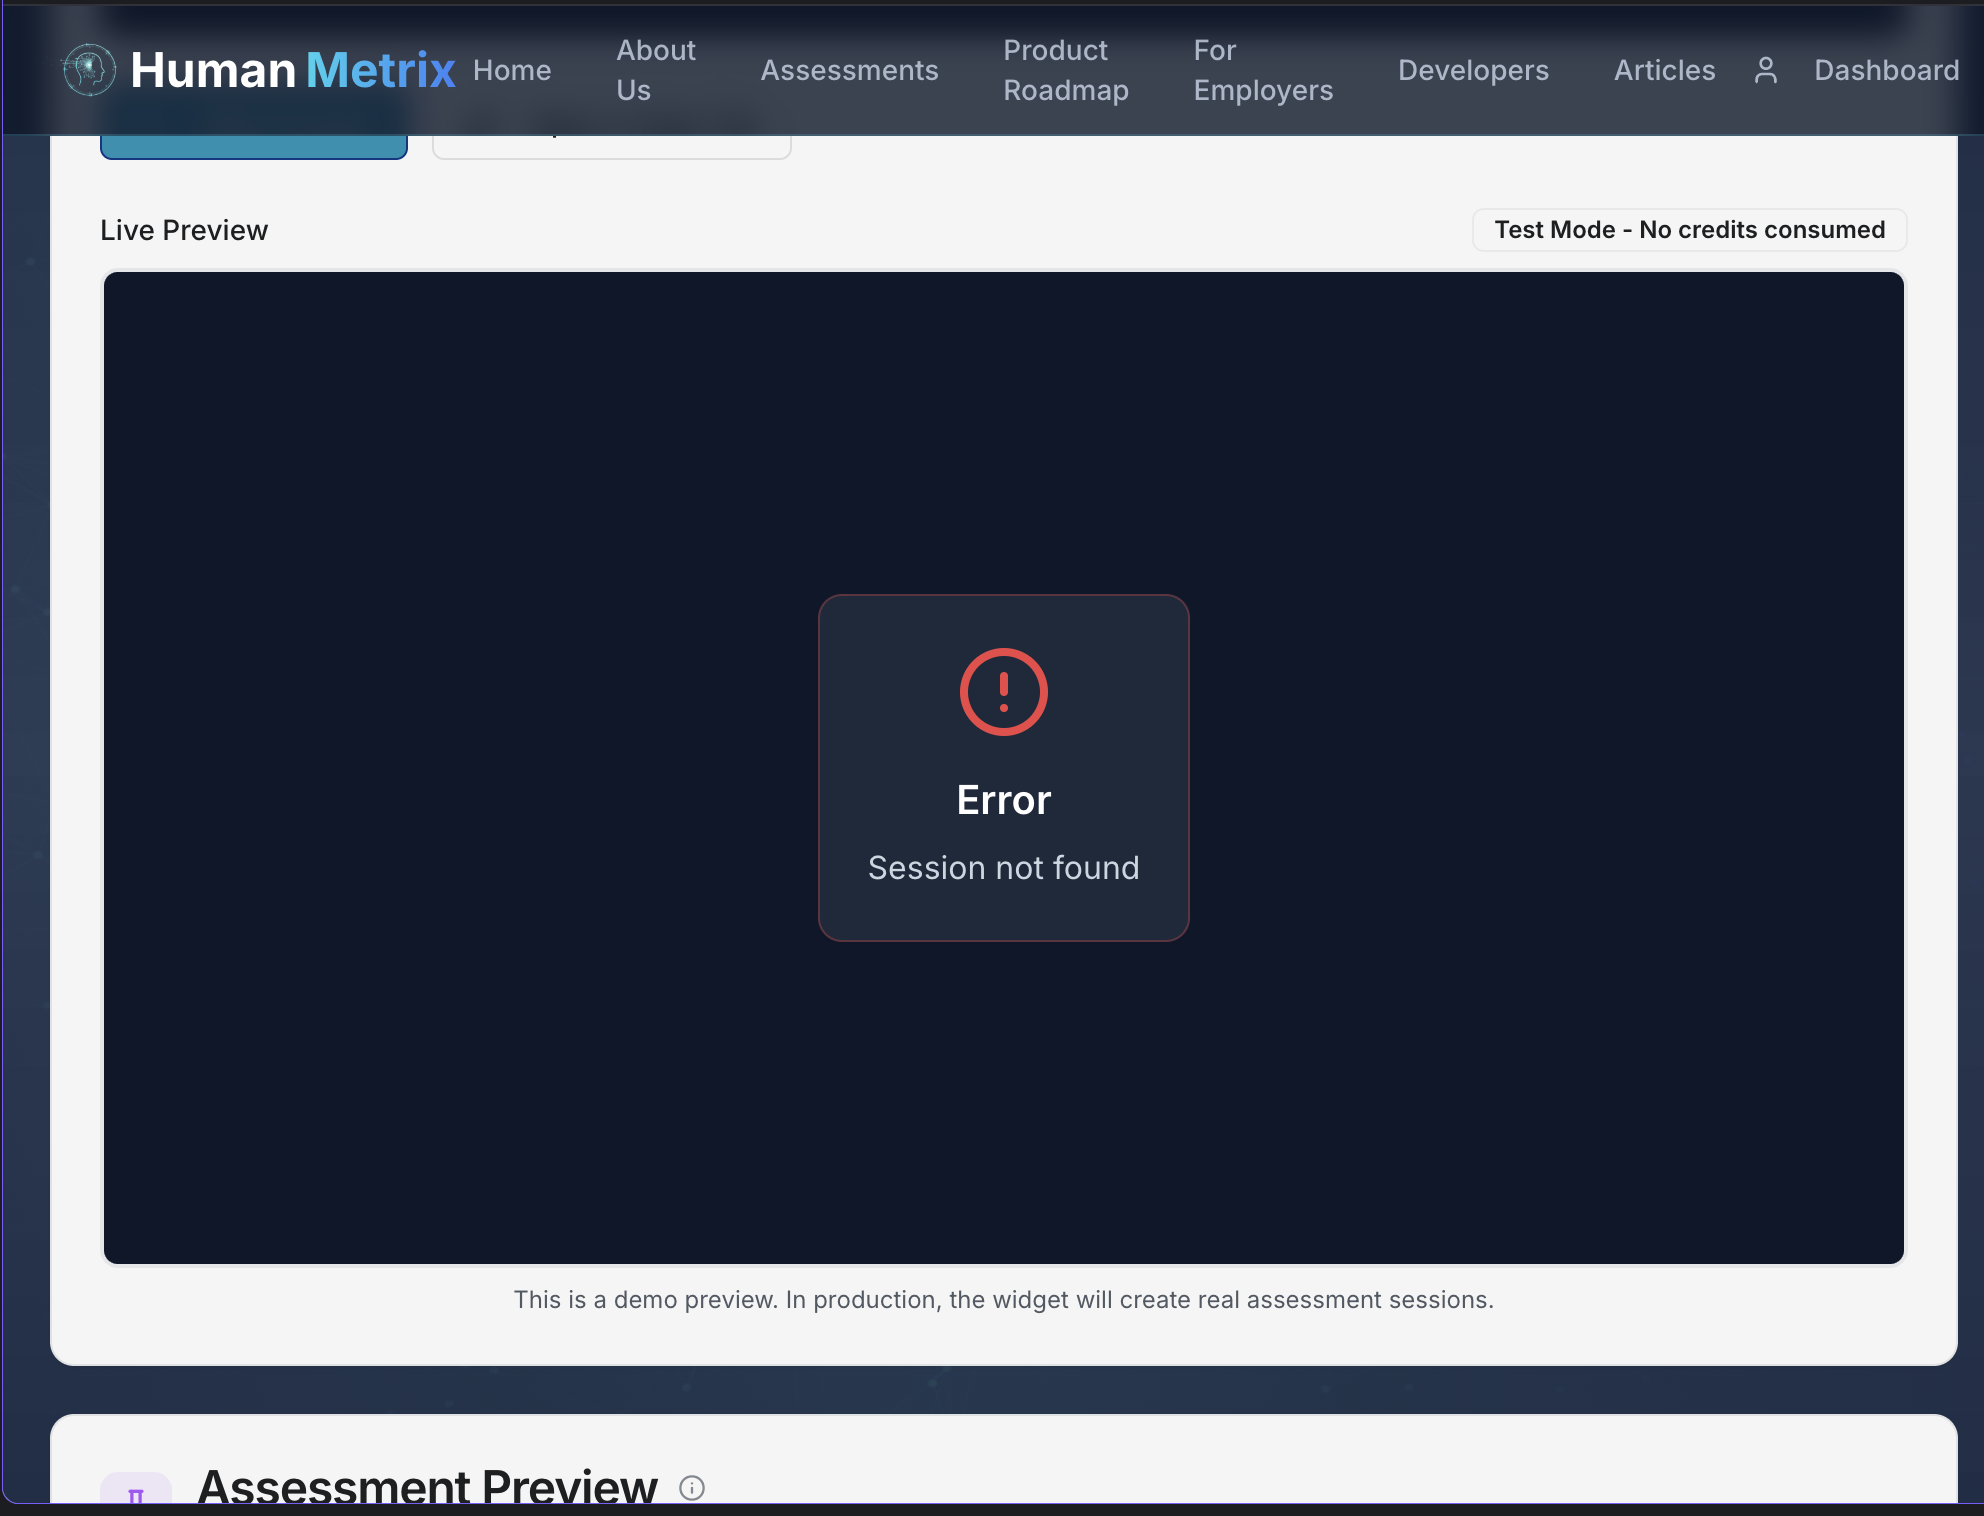 Human Metrix
Home
About
Us
Assessments
Product
Roadmap
For
Employers
Developers
Articles
Dashboard
Live Preview
Test Mode - No credits consumed
Error
Session not found
This is a demo preview. In production, the widget will create real assessment sessions.
Assessment Preview